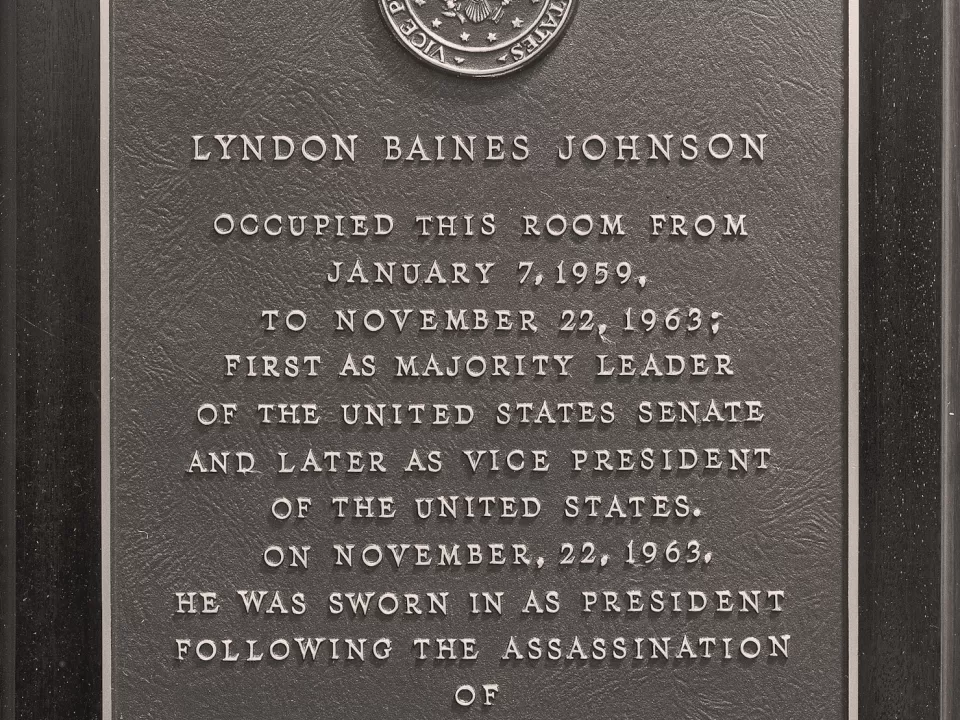 VICE P STATES
LYNDON BAINES JOHNSON
OCCUPIED THIS ROOM FROM
JANUARY 7, 1959,
TO NOVEMBER 22, 1963;
FIRST AS MAJORITY LEADER
OF THE UNITED STATES SENATE
AND LATER AS VICE PRESIDENT
OF THE UNITED STATES.
ON NOVEMBER, 22, 1963,
HE WAS SWORN IN AS PRESIDENT
FOLLOWING THE ASSASSINATION
OF